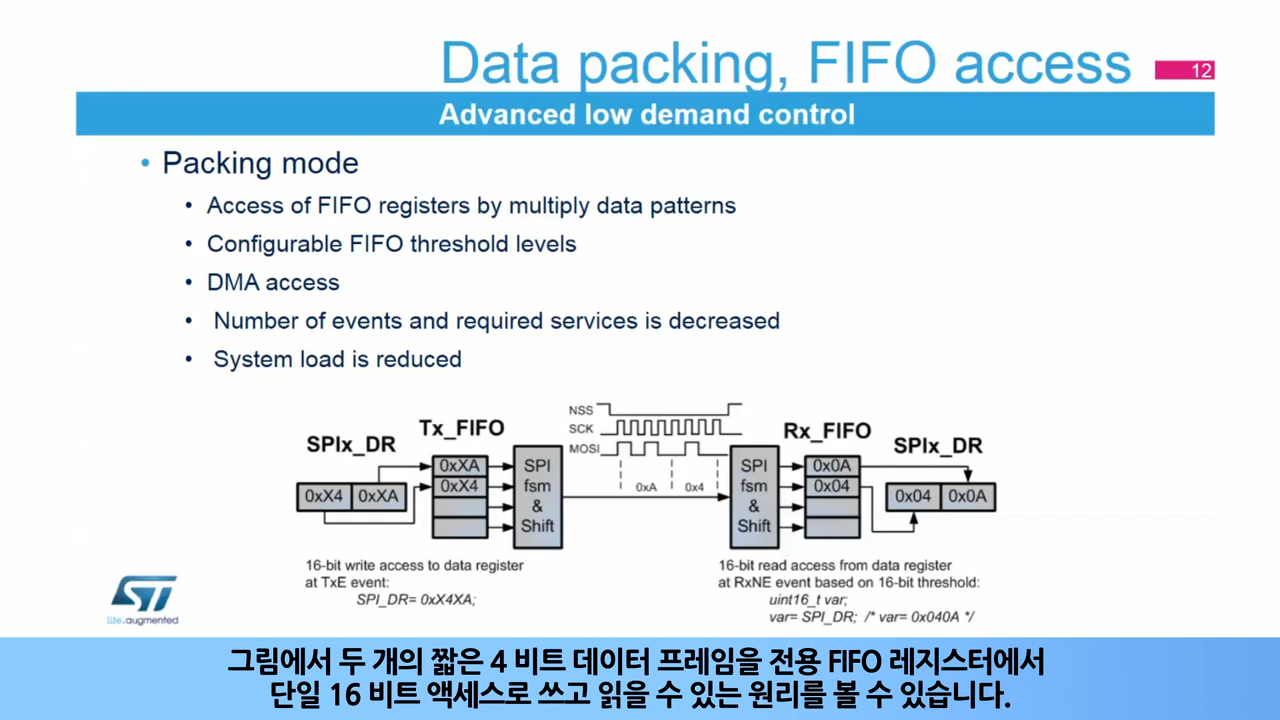 Data packing, FIFO access
12
Advanced low demand control
• Packing mode
• Access of FIFO registers by multiply data patterns
• Configurable FIFO threshold levels
• DMA access
• Number of events and required services is decreased
• System load is reduced
NSS
SCK
MOSI
0xA
0x4
SPIx_DR
0xX4
0xXA
Tx_FIFO
0xXA
0xX4
SPI
fsm
&
Shift
SPI
fsm
&
Shift
Rx_FIFO
0x0A
0x04
SPIx_DR
0x04
0x0A
16-bit write access to data register
at TxE event:
SPI_DR= 0xX4XA;
16-bit read access from data register
at RxNE event based on 16-bit threshold:
uint16_t var;
var= SPI_DR; /* var= 0x040A */
ST
life.augmented
그림에서 두 개의 짧은 4 비트 데이터 프레임을 전용 FIFO 레지스터에서
단일 16 비트 액세스로 쓰고 읽을 수 있는 원리를 볼 수 있습니다.